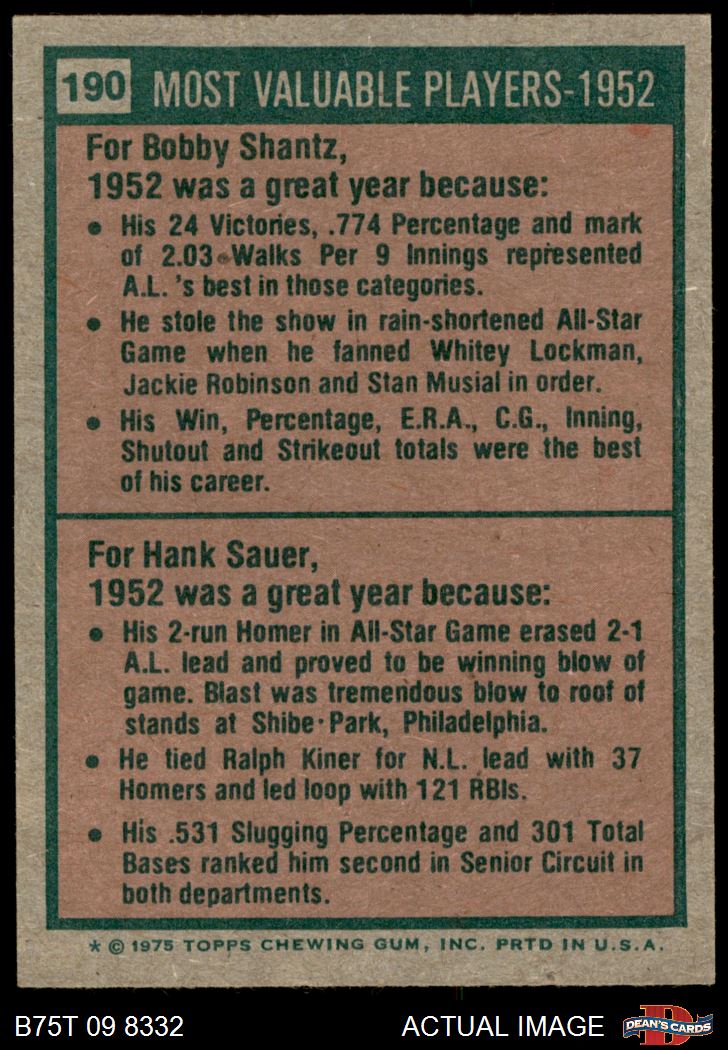 190 MOST VALUABLE PLAYERS-1952
For Bobby Shantz,
1952 was a great year because:
• His 24 Victories, .774 Percentage and mark
of 2.03 Walks Per 9 Innings represented
A.L. 's best in those categories.
• He stole the show in rain-shortened All-Star
Game when he fanned Whitey Lockman,
Jackie Robinson and Stan Musial in order.
• His Win, Percentage, E.R.A., C.G., Inning,
Shutout and Strikeout totals were the best
of his career.
For Hank Sauer,
1952 was a great year because:
• His 2-run Homer in All-Star Game erased 2-1
A.L. lead and proved to be winning blow of
game. Blast was tremendous blow to roof of
stands at Shibe Park, Philadelphia.
• He tied Ralph Kiner for N.L. lead with 37
Homers and led loop with 121 RBIs.
• His .531 Slugging Percentage and 301 Total
Bases ranked him second in Senior Circuit in
both departments.
* © 1975 TOPPS CHEWING GUM, INC. PRTD IN U.S.A.
B75T 09 8332 ACTUAL IMAGE D DEAN'S CARDS